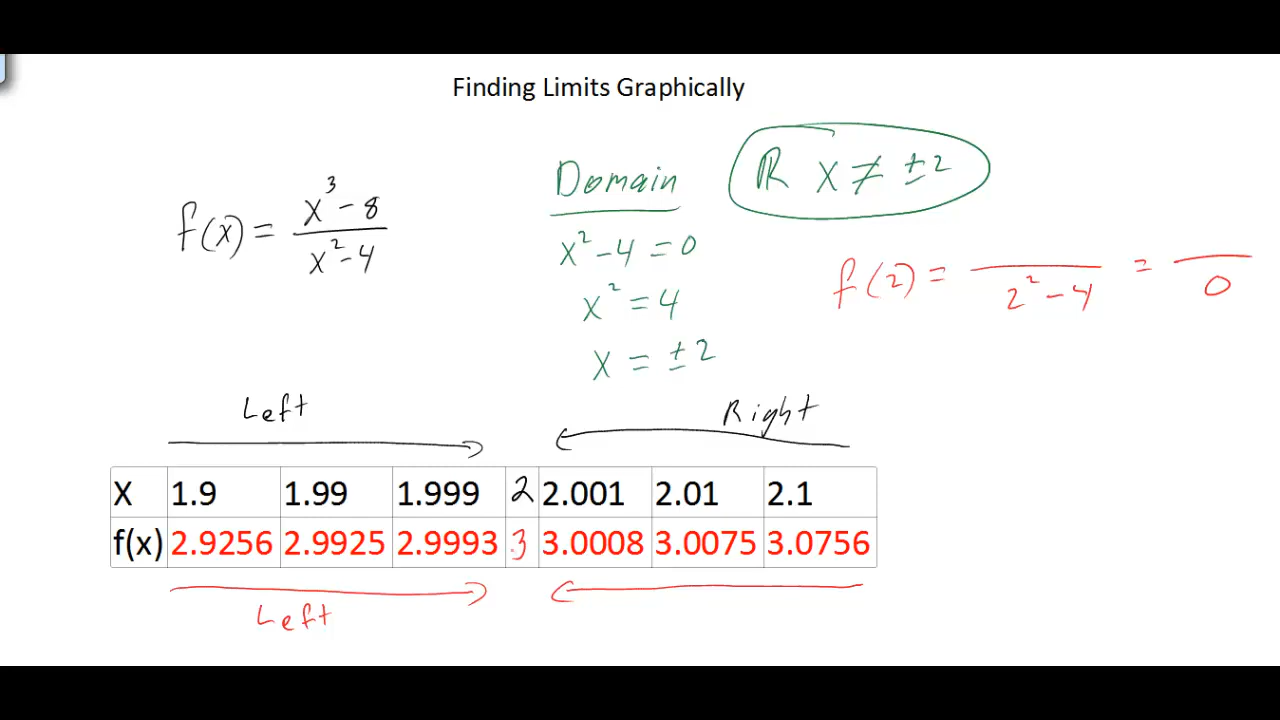 Finding Limits Graphically
f(x) = x³ - 8 / x² - 4
Domain
ℝ x ≠ ±2
x² - 4 = 0
x² = 4
x = ±2
f(2) = / 2² - 4 = / 0
Left
Right
X 1.9 1.99 1.999 2 2.001 2.01 2.1
f(x) 2.9256 2.9925 2.9993 3 3.0008 3.0075 3.0756
Left